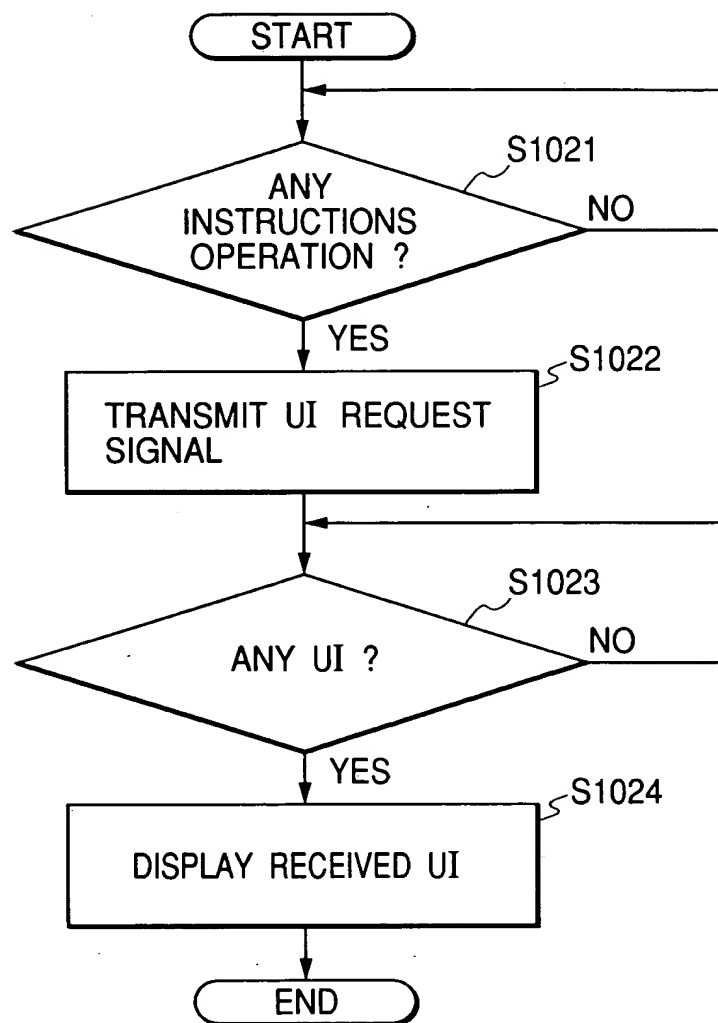 START
S1021
ANY
INSTRUCTIONS
OPERATION ?
NO
YES
S1022
TRANSMIT UI REQUEST
SIGNAL
S1023
ANY UI ?
NO
YES
S1024
DISPLAY RECEIVED UI
END